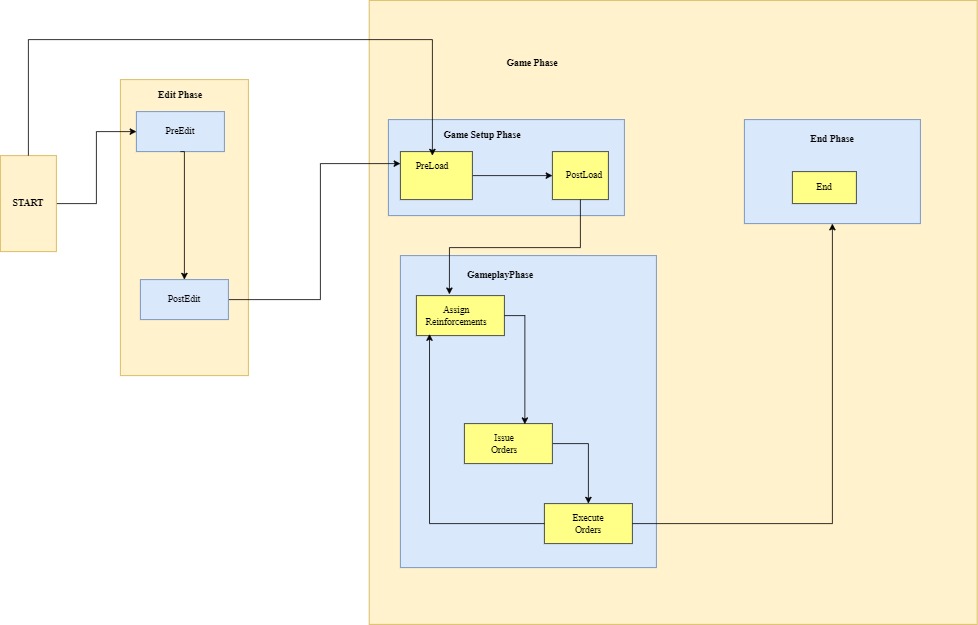 Game Phase
Edit Phase
PreEdit
START
PostEdit
Game Setup Phase
PreLoad
PostLoad
End Phase
End
GameplayPhase
Assign
Reinforcements
Issue
Orders
Execute
Orders